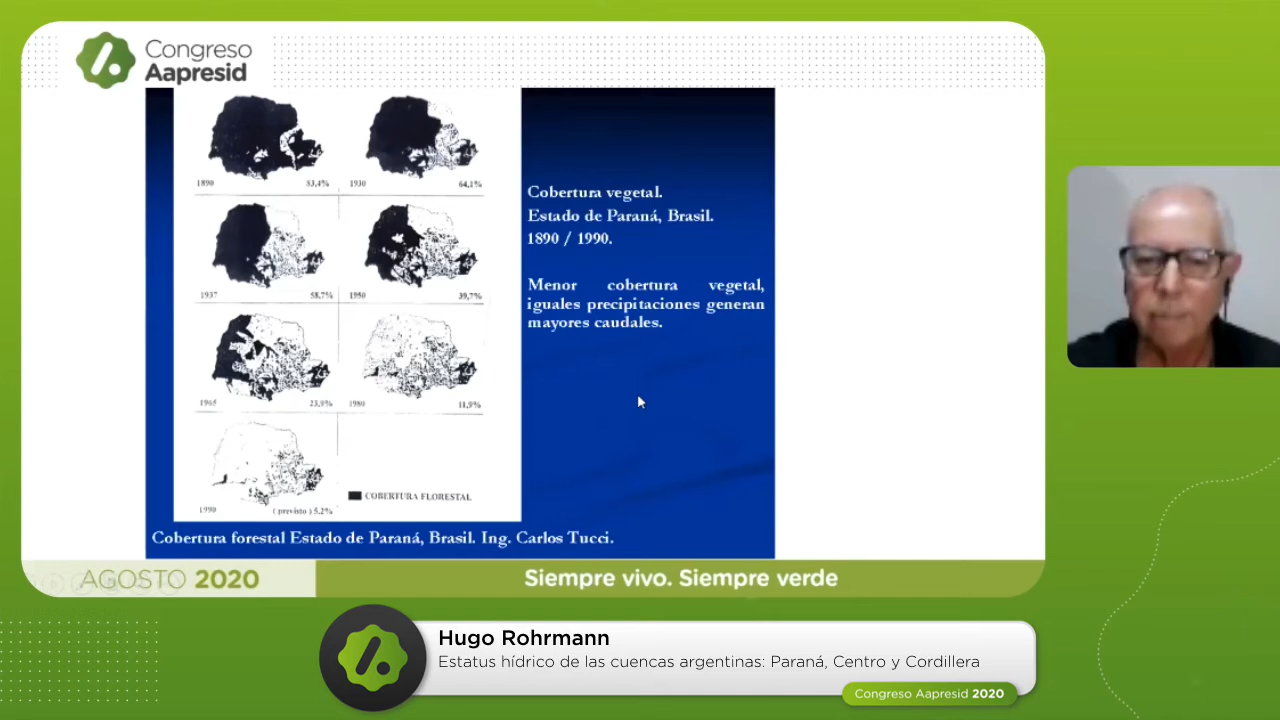 Congreso
Aapresid
1890 83,4% 1930 64,1%
1937 58,7% 1950 39,7%
1965 23,9% 1980 11,9%
1990 ( previsto ) 5.2%
COBERTURA FLORESTAL
Cobertura vegetal.
Estado de Paraná, Brasil.
1890 / 1990.
Menor cobertura vegetal,
iguales precipitaciones generan
mayores caudales.
Cobertura forestal Estado de Paraná, Brasil. Ing. Carlos Tucci.
AGOSTO 2020
Siempre vivo. Siempre verde
Hugo Rohrmann
Estatus hídrico de las cuencas argentinas: Paraná, Centro y Cordillera
Congreso Aapresid 2020